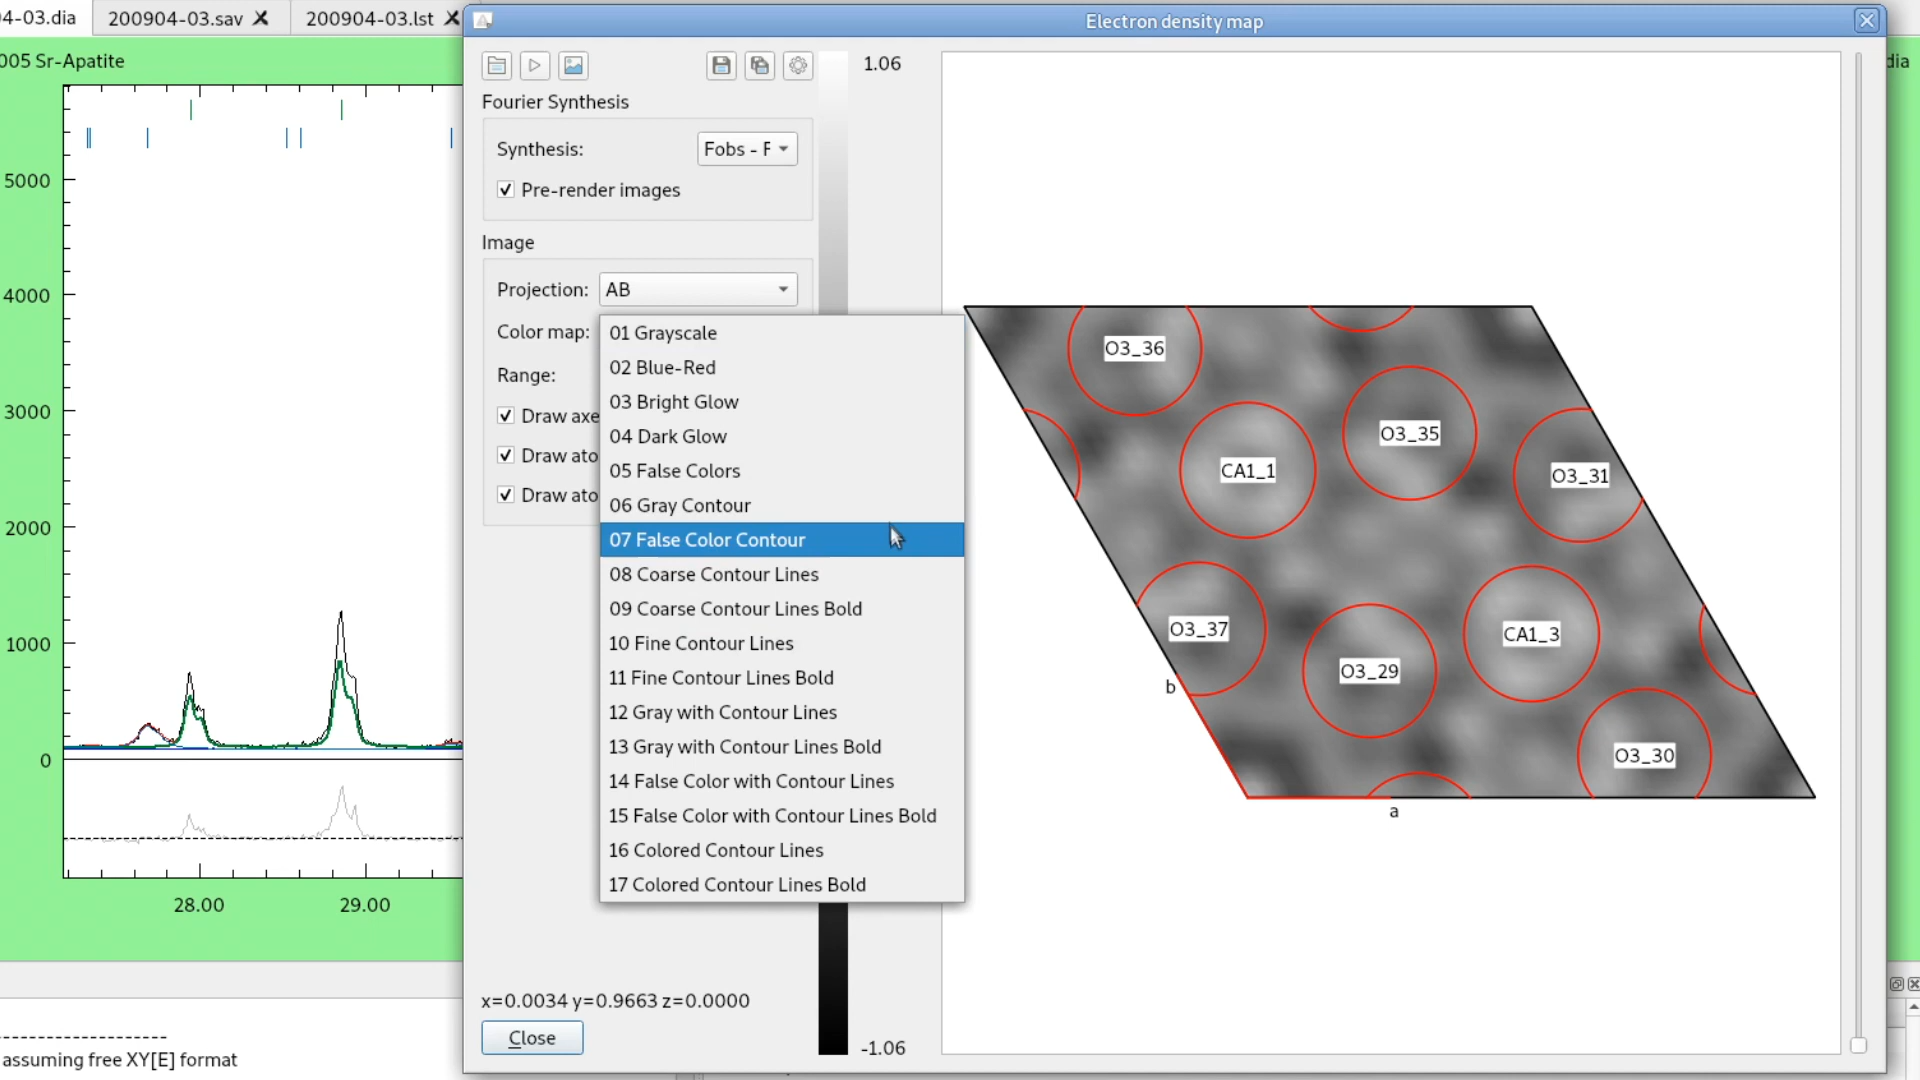 4-03.dia
200904-03.sav
200904-03.lst
Electron density map
005 Sr-Apatite
dia
5000
4000
3000
2000
1000
0
28.00
29.00
--------------------
assuming free XY[E] format
Fourier Synthesis
Synthesis:
Fobs - F
Pre-render images
Image
Projection:
AB
Color map:
Range:
Draw axe
Draw ato
Draw ato
01 Grayscale
02 Blue-Red
03 Bright Glow
04 Dark Glow
05 False Colors
06 Gray Contour
07 False Color Contour
08 Coarse Contour Lines
09 Coarse Contour Lines Bold
10 Fine Contour Lines
11 Fine Contour Lines Bold
12 Gray with Contour Lines
13 Gray with Contour Lines Bold
14 False Color with Contour Lines
15 False Color with Contour Lines Bold
16 Colored Contour Lines
17 Colored Contour Lines Bold
x=0.0034 y=0.9663 z=0.0000
Close
1.06
-1.06
O3_36
O3_35
CA1_1
O3_31
O3_37
CA1_3
O3_29
b
O3_30
a